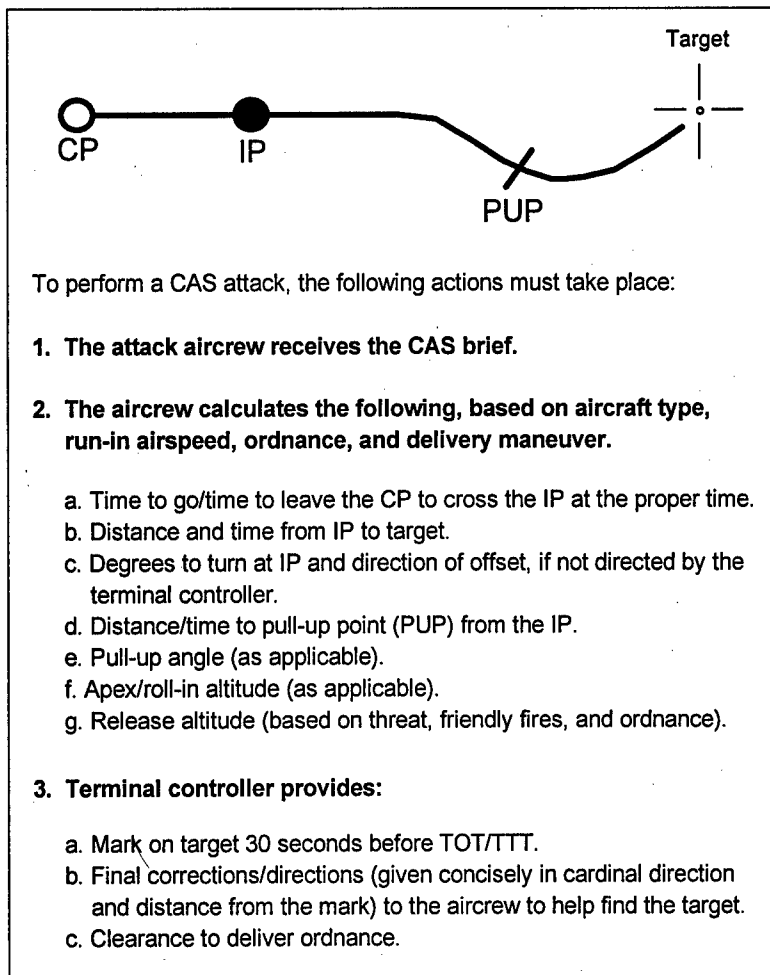 Target
CP
IP
PUP
To perform a CAS attack, the following actions must take place:
1. The attack aircrew receives the CAS brief.
2. The aircrew calculates the following, based on aircraft type,
run-in airspeed, ordnance, and delivery maneuver.
a. Time to go/time to leave the CP to cross the IP at the proper time.
b. Distance and time from IP to target.
c. Degrees to turn at IP and direction of offset, if not directed by the
terminal controller.
d. Distance/time to pull-up point (PUP) from the IP.
e. Pull-up angle (as applicable).
f. Apex/roll-in altitude (as applicable).
g. Release altitude (based on threat, friendly fires, and ordnance).
3. Terminal controller provides:
a. Mark on target 30 seconds before TOT/TTT.
b. Final corrections/directions (given concisely in cardinal direction
and distance from the mark) to the aircrew to help find the target.
c. Clearance to deliver ordnance.